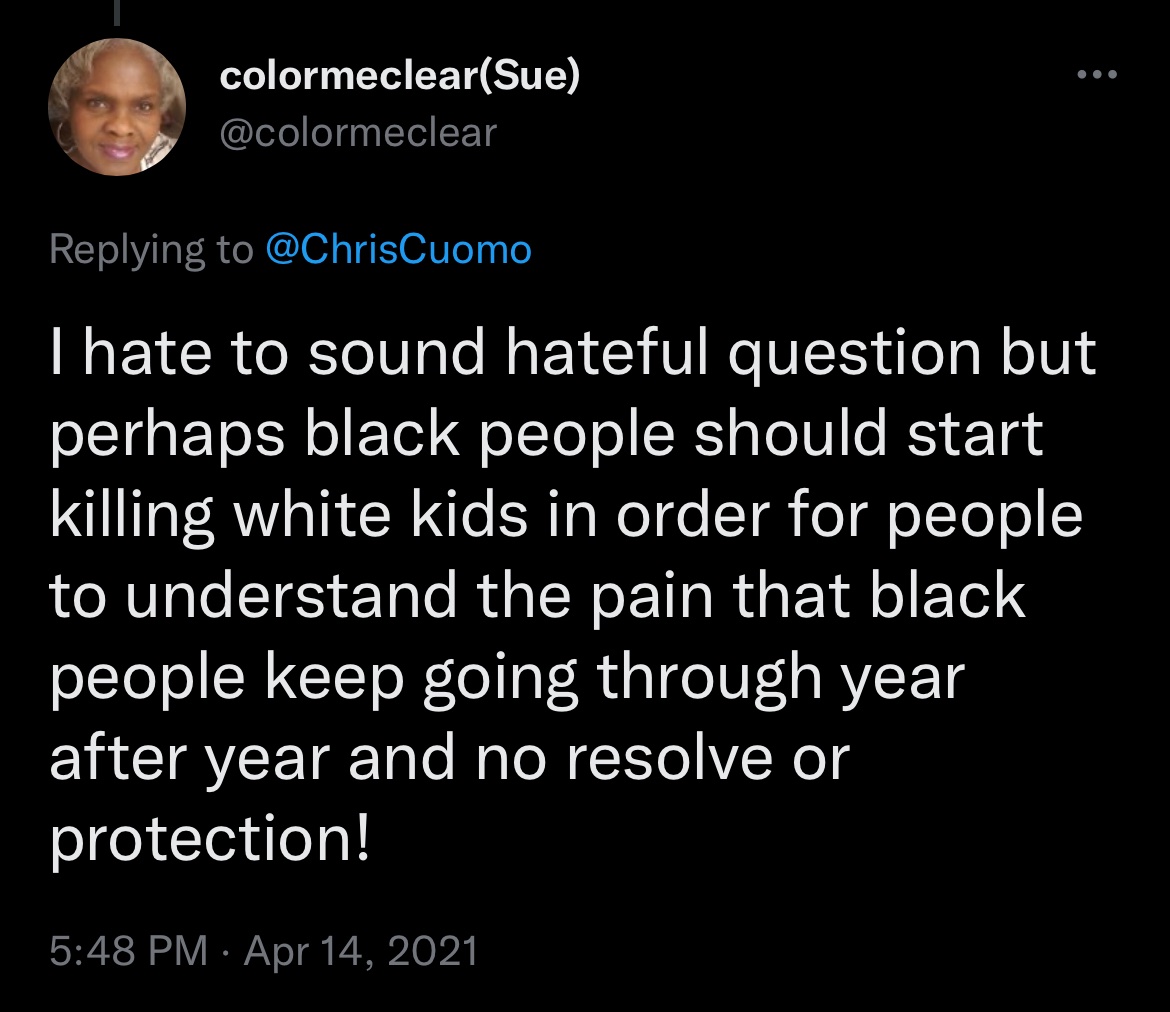 colormeclear(Sue)
@colormeclear
Replying to @ChrisCuomo
I hate to sound hateful question but
perhaps black people should start
killing white kids in order for people
to understand the pain that black
people keep going through year
after year and no resolve or
protection!
5:48 PM · Apr 14, 2021